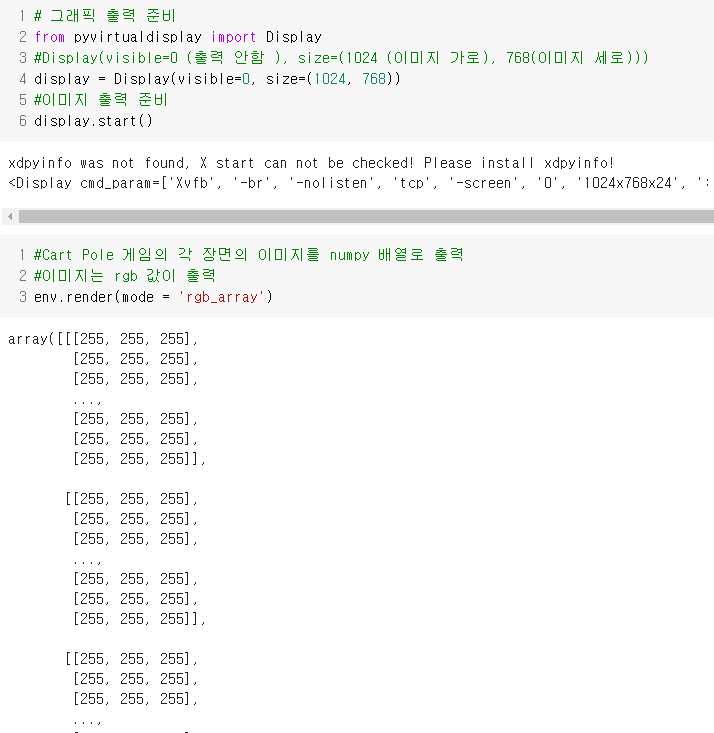 1 # 그래픽 출력 준비
2 from pyvirtualdisplay import Display
3 #Display(visible=0 (출력 안함 ), size=(1024 (이미지 가로), 768(이미지 세로)))
4 display = Display(visible=0, size=(1024, 768))
5 #이미지 출력 준비
6 display.start()
xdpyinfo was not found, X start can not be checked! Please install xdpyinfo!
<Display cmd_param=['Xvfb', '-br', '-nolisten', 'tcp', '-screen', '0', '1024x768x24', ':
1 #Cart Pole 게임의 각 장면의 이미지를 numpy 배열로 출력
2 #이미지는 rgb 값이 출력
3 env.render(mode = 'rgb_array')
array([[[255, 255, 255],
[255, 255, 255],
[255, 255, 255],
...,
[255, 255, 255],
[255, 255, 255],
[255, 255, 255]],
[[255, 255, 255],
[255, 255, 255],
[255, 255, 255],
...,
[255, 255, 255],
[255, 255, 255],
[255, 255, 255]],
[[255, 255, 255],
[255, 255, 255],
[255, 255, 255],
...,